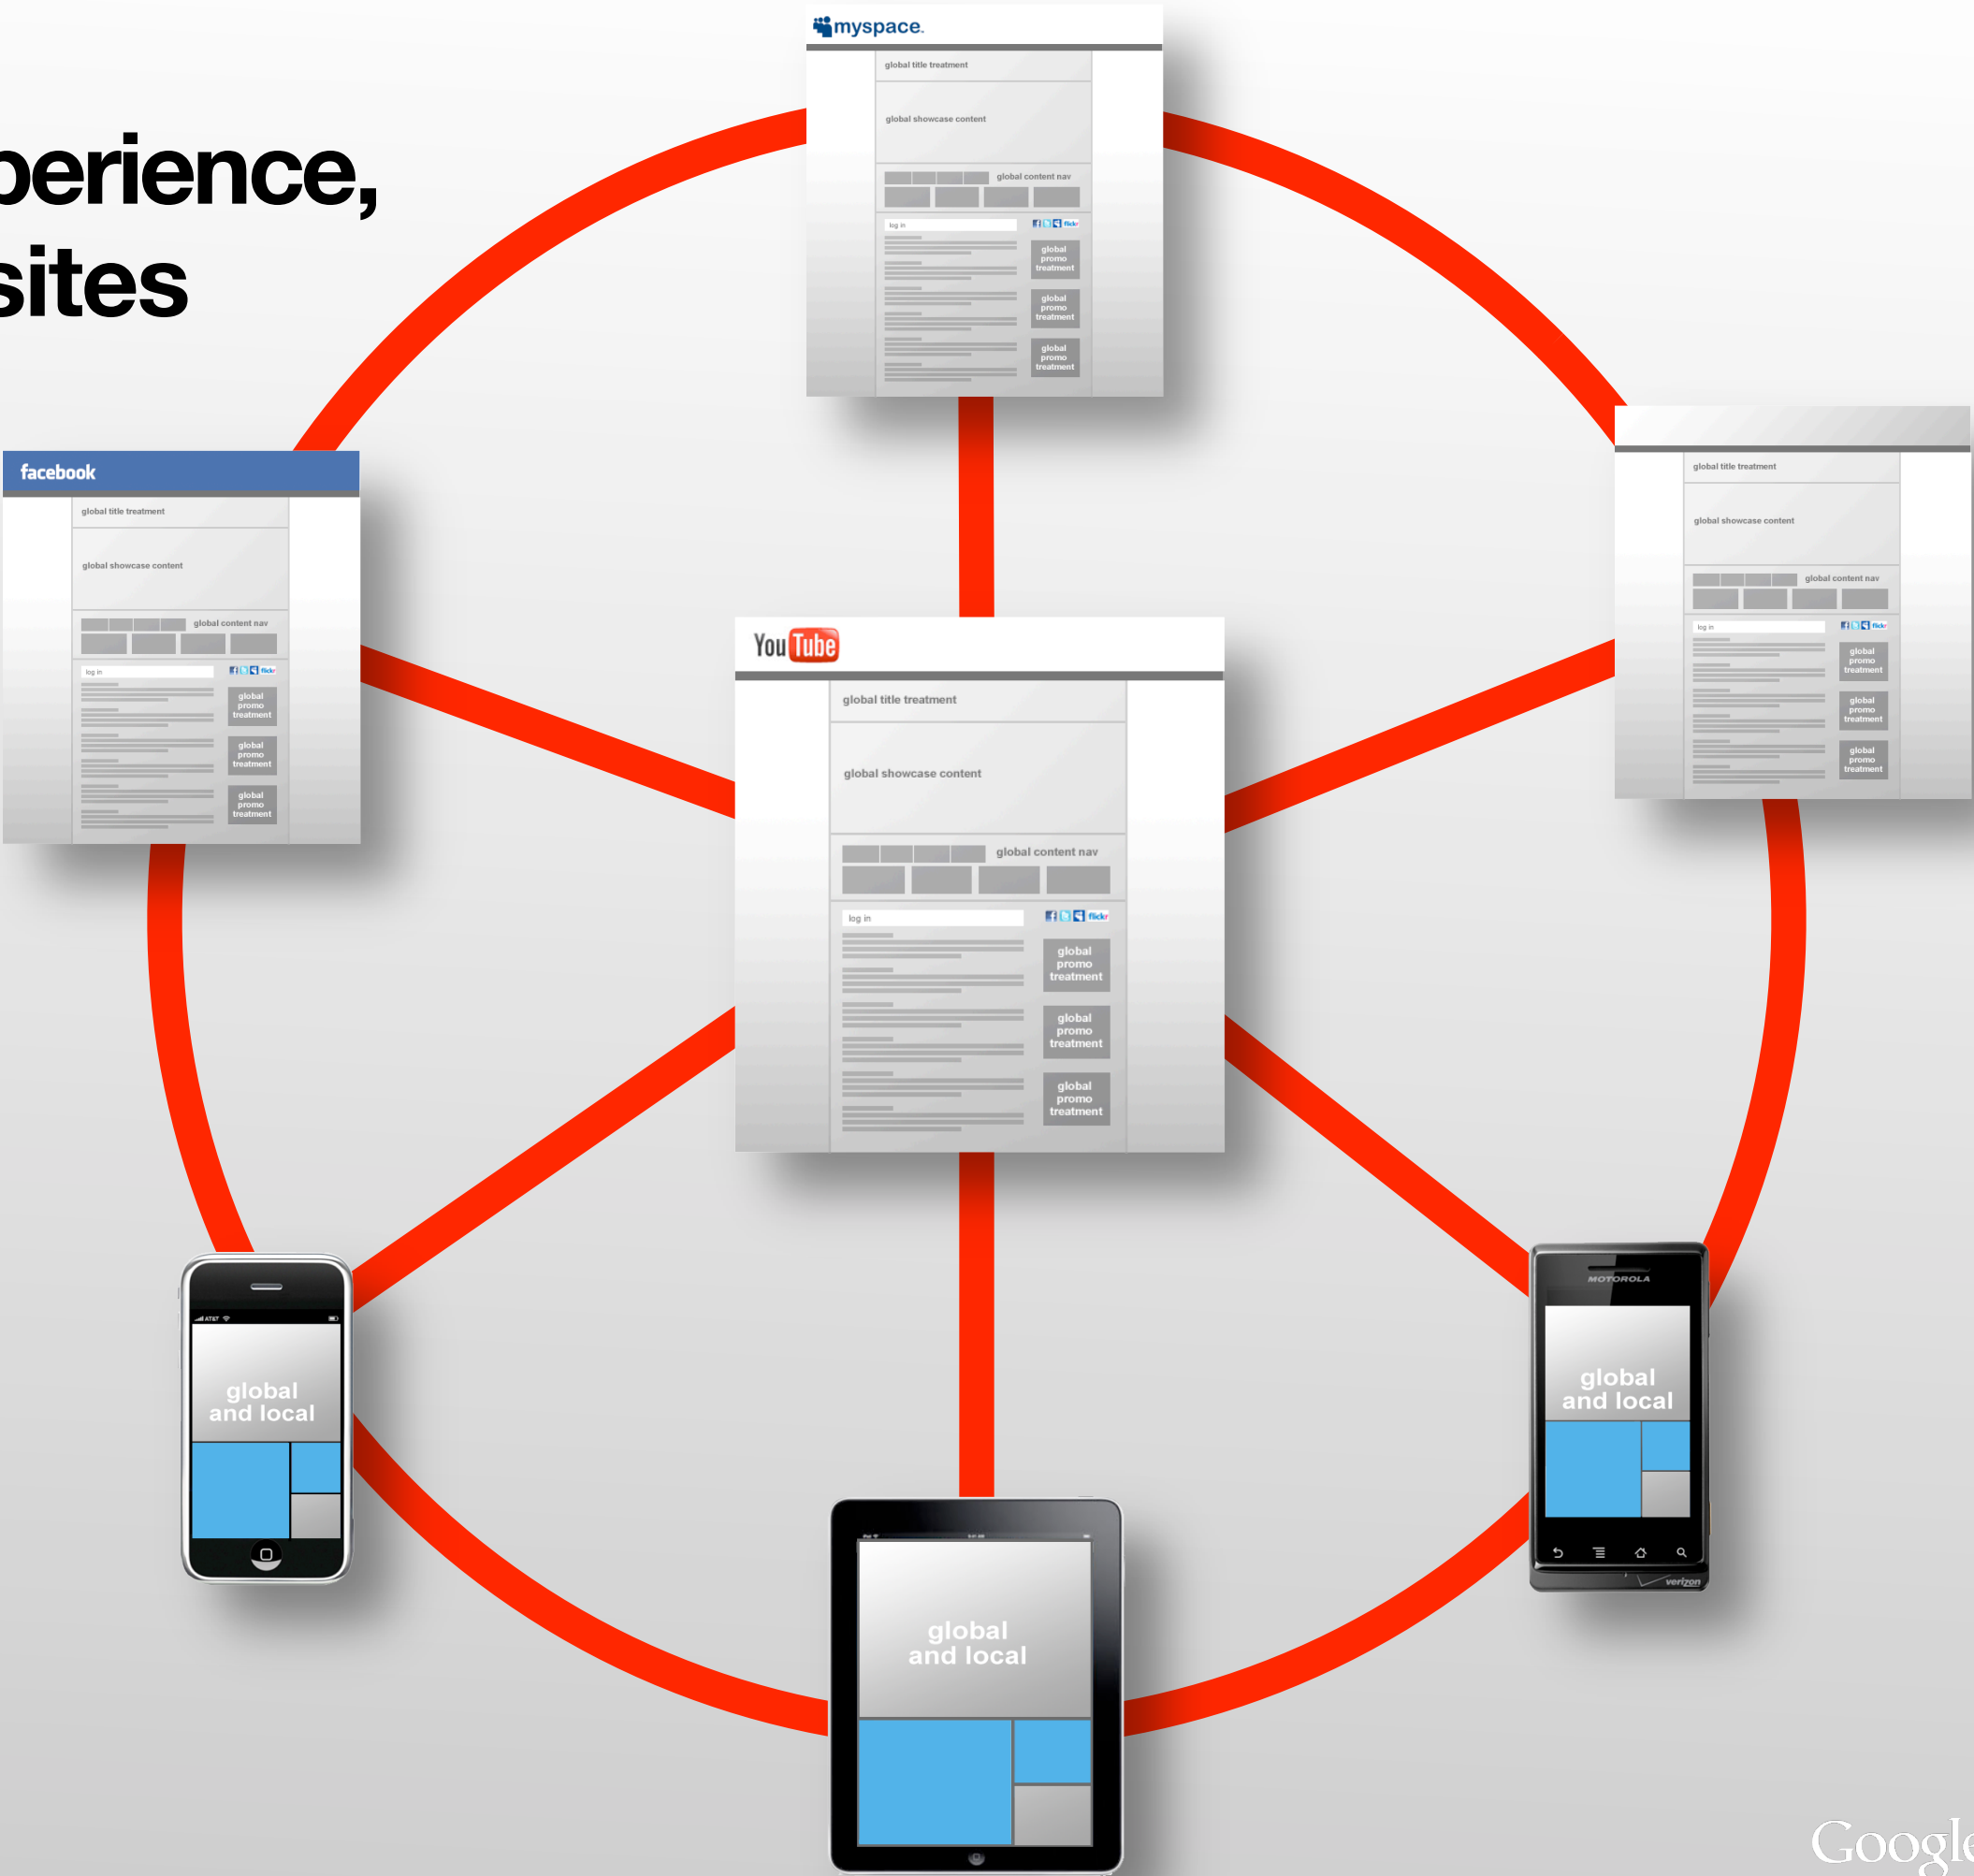 perience,
sites
myspace.
global title treatment
global showcase content
global content nav
log in
flickr
global
promo
treatment
global
promo
treatment
global
promo
treatment
facebook
global title treatment
global showcase content
global content nav
log in
flickr
global
promo
treatment
global
promo
treatment
global
promo
treatment
global title treatment
global showcase content
global content nav
log in
flickr
global
promo
treatment
global
promo
treatment
global
promo
treatment
YouTube
global title treatment
global showcase content
global content nav
log in
flickr
global
promo
treatment
global
promo
treatment
global
promo
treatment
AT&T
global
and local
MOTOROLA
global
and local
verizon
iPad
global
and local
Google